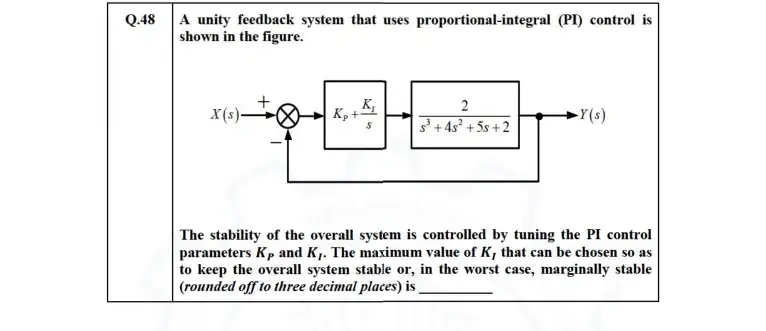 Q.48 A unity feedback system that uses proportional-integral (PI) control is
shown in the figure.
X(s) + − K_P + K_I/s 2/(s^3 + 4s^2 + 5s + 2) Y(s)
The stability of the overall system is controlled by tuning the PI control
parameters K_P and K_I. The maximum value of K_I that can be chosen so as
to keep the overall system stable or, in the worst case, marginally stable
(rounded off to three decimal places) is __________